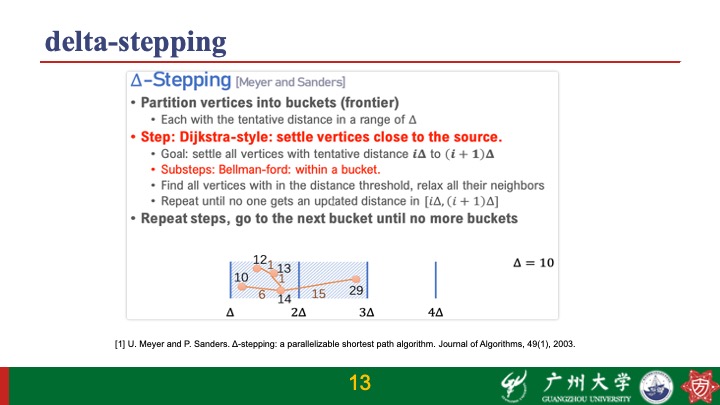 delta-stepping
Δ-Stepping [Meyer and Sanders]
• Partition vertices into buckets (frontier)
• Each with the tentative distance in a range of Δ
• Step: Dijkstra-style: settle vertices close to the source.
• Goal: settle all vertices with tentative distance iΔ to (i + 1)Δ
• Substeps: Bellman-ford: within a bucket.
• Find all vertices with in the distance threshold, relax all their neighbors
• Repeat until no one gets an updated distance in [iΔ, (i + 1)Δ]
• Repeat steps, go to the next bucket until no more buckets
12 1 13
10 1
6 14 15 29
Δ = 10
Δ 2Δ 3Δ 4Δ
[1] U. Meyer and P. Sanders. Δ-stepping: a parallelizable shortest path algorithm. Journal of Algorithms, 49(1), 2003.
13
广州大学
GUANGZHOU UNIVERSITY